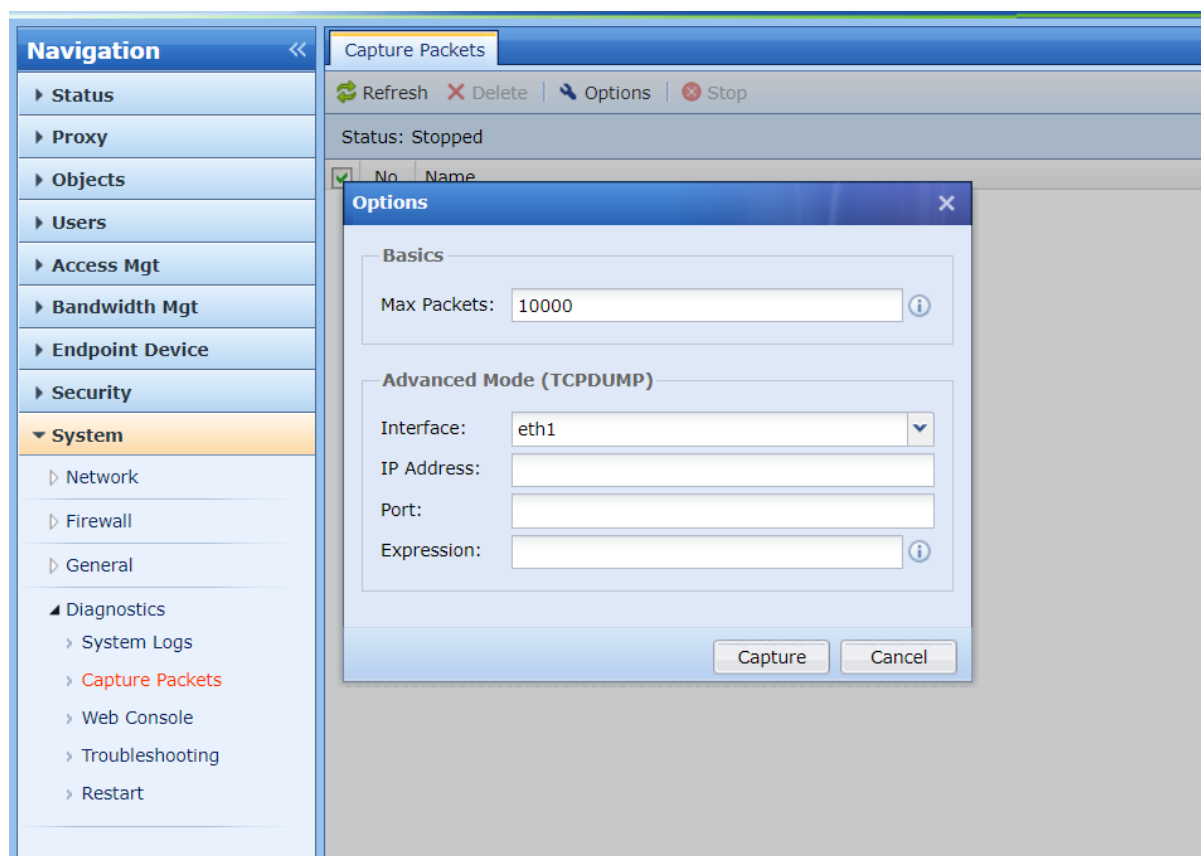 Navigation
Status
Proxy
Objects
Users
Access Mgt
Bandwidth Mgt
Endpoint Device
Security
System
Network
Firewall
General
Diagnostics
System Logs
Capture Packets
Web Console
Troubleshooting
Restart
Capture Packets
Refresh Delete Options Stop
Status: Stopped
No Name
Options
Basics
Max Packets: 10000
Advanced Mode (TCPDUMP)
Interface: eth1
IP Address:
Port:
Expression:
Capture Cancel